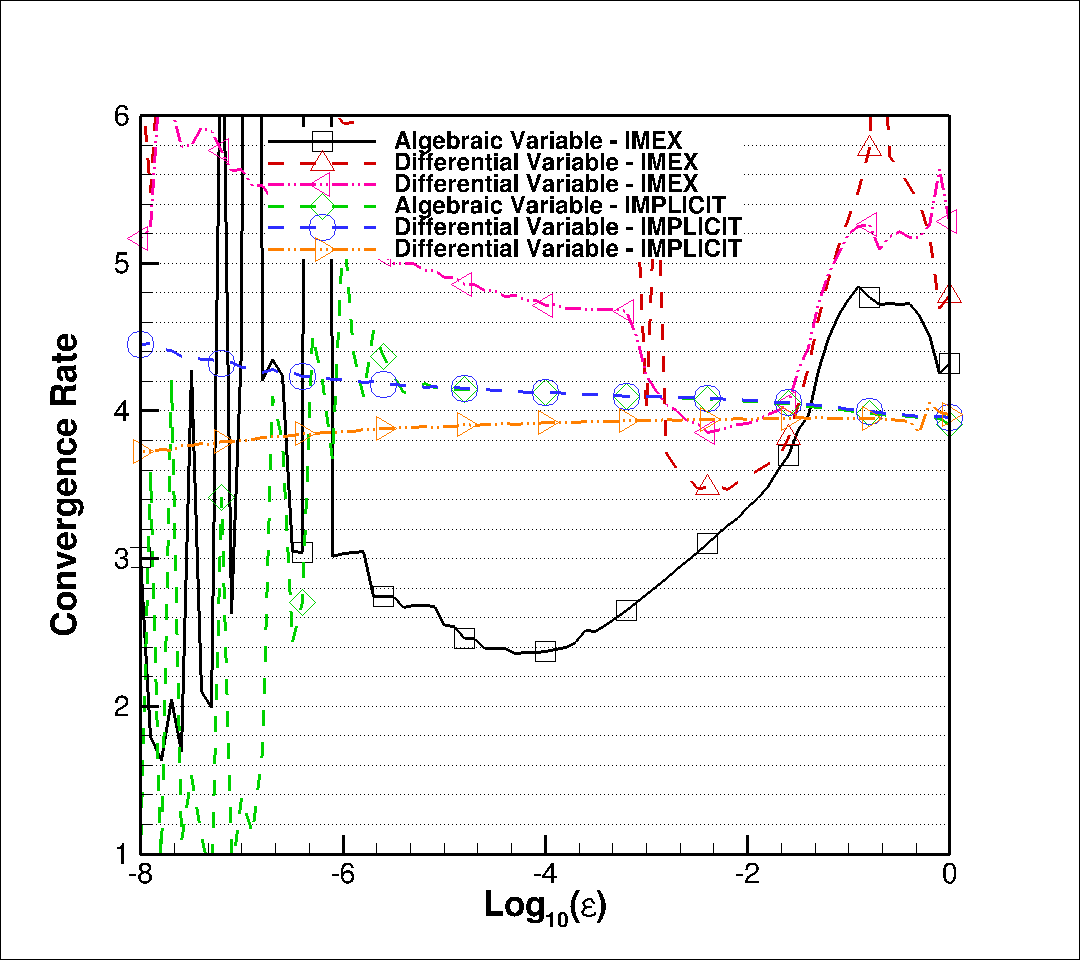 6
Algebraic Variable - IMEX
Differential Variable - IMEX
Differential Variable - IMEX
Algebraic Variable - IMPLICIT
Differential Variable - IMPLICIT
Differential Variable - IMPLICIT
5
4
3
2
1
Convergence Rate
-8 -6 -4 -2 0
Log10(ε)